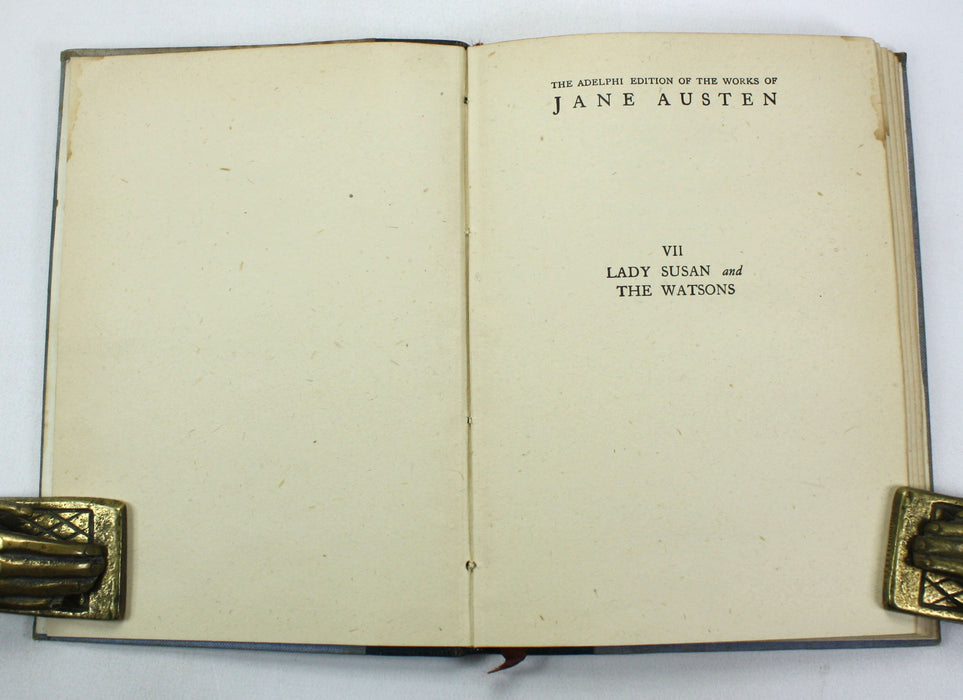 THE ADELPHI EDITION OF THE WORKS OF
JANE AUSTEN
VII
LADY SUSAN and
THE WATSONS